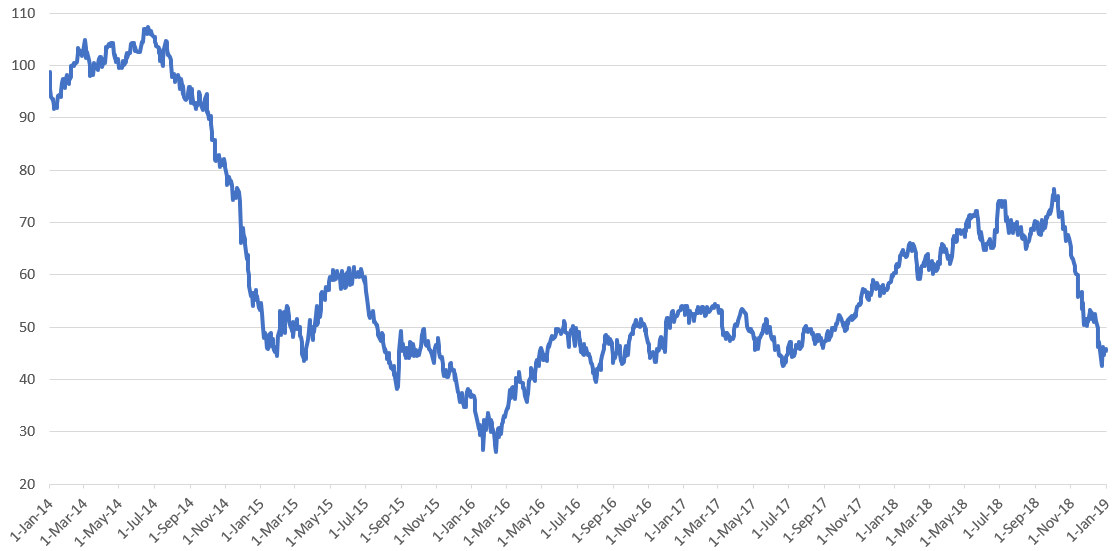 110
100
90
80
70
60
50
40
30
20
1-Jan-14
1-Mar-14
1-May-14
1-Jul-14
1-Sep-14
1-Nov-14
1-Jan-15
1-Mar-15
1-May-15
1-Jul-15
1-Sep-15
1-Nov-15
1-Jan-16
1-Mar-16
1-May-16
1-Jul-16
1-Sep-16
1-Nov-16
1-Jan-17
1-Mar-17
1-May-17
1-Jul-17
1-Sep-17
1-Nov-17
1-Jan-18
1-Mar-18
1-May-18
1-Jul-18
1-Sep-18
1-Nov-18
1-Jan-19